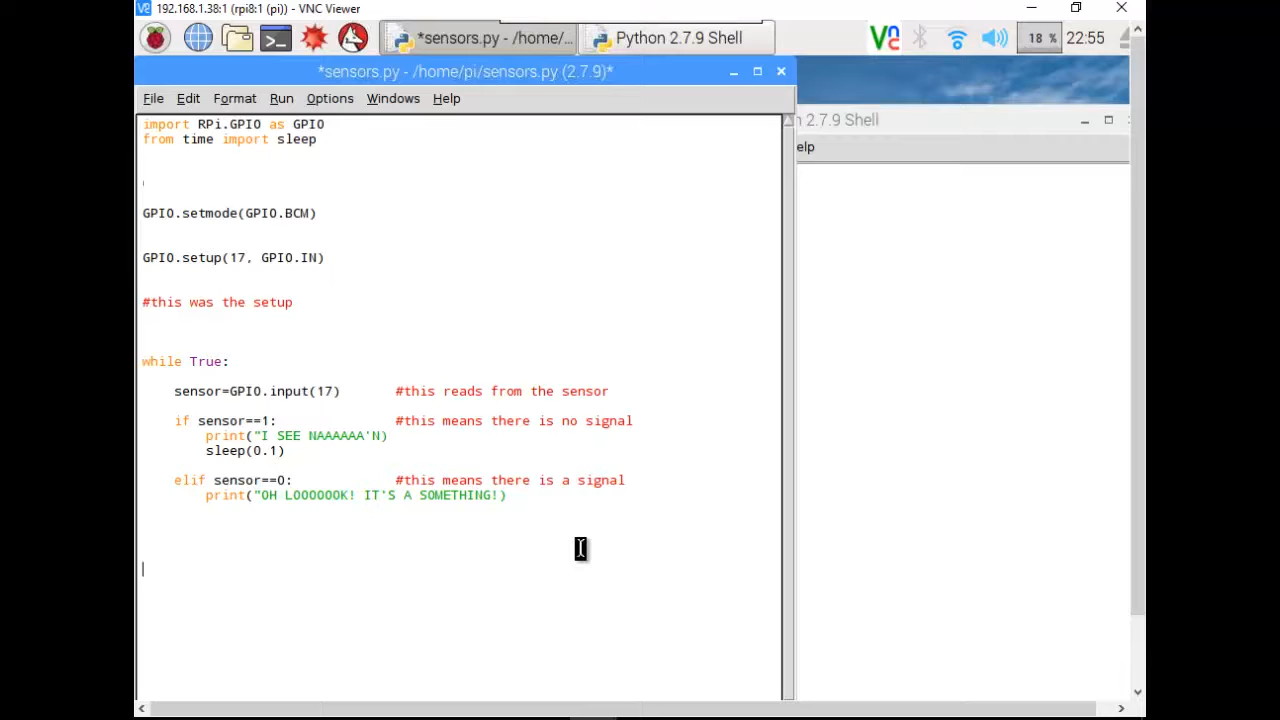 192.168.1.38:1 (rpi8:1 (pi)) - VNC Viewer
*sensors.py - /home/...
Python 2.7.9 Shell
18 %
22:55
*sensors.py - /home/pi/sensors.py (2.7.9)*
n 2.7.9 Shell
File Edit Format Run Options Windows Help
elp
import RPi.GPIO as GPIO
from time import sleep
GPIO.setmode(GPIO.BCM)
GPIO.setup(17, GPIO.IN)
#this was the setup
while True:
sensor=GPIO.input(17) #this reads from the sensor
if sensor==1: #this means there is no signal
print("I SEE NAAAAAA'N)
sleep(0.1)
elif sensor==0: #this means there is a signal
print("OH LOOOOOOK! IT'S A SOMETHING!)